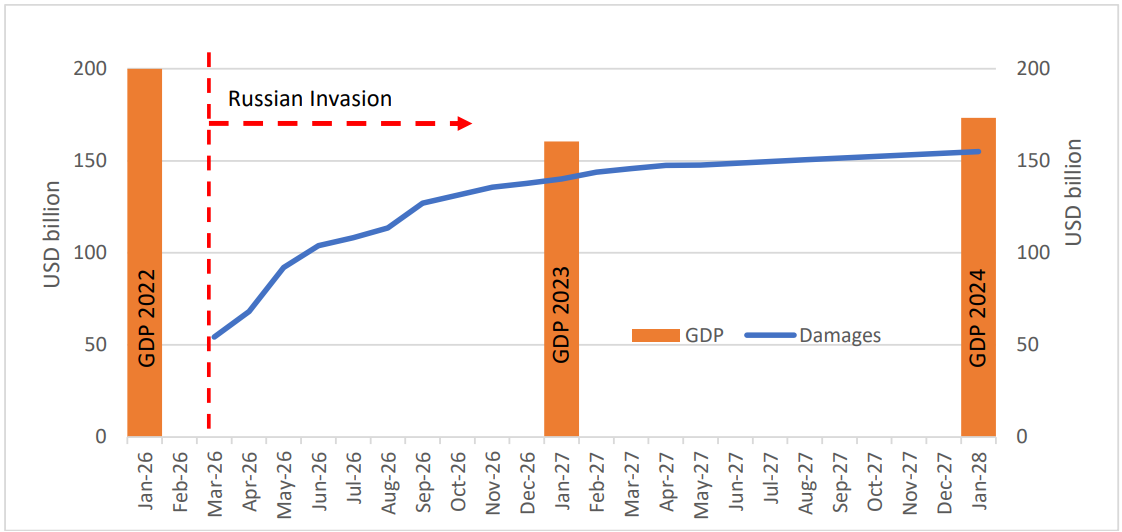 200
150
100
50
0
USD billion
Russian Invasion
GDP 2022
GDP 2023
GDP 2024
GDP
Damages
200
150
100
50
0
USD billion
Jan-26
Feb-26
Mar-26
Apr-26
May-26
Jun-26
Jul-26
Aug-26
Sep-26
Oct-26
Nov-26
Dec-26
Jan-27
Feb-27
Mar-27
Apr-27
May-27
Jun-27
Jul-27
Aug-27
Sep-27
Oct-27
Nov-27
Dec-27
Jan-28